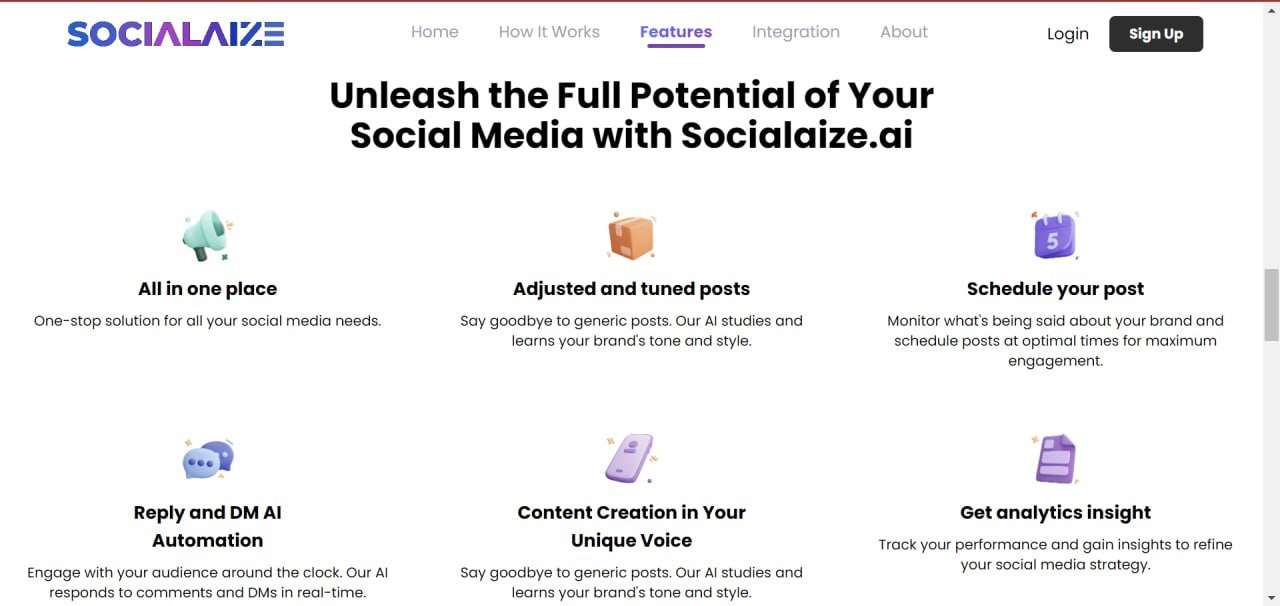 SOCIALAIZE
Home How It Works Features Integration About Login Sign Up
Unleash the Full Potential of Your
Social Media with Socialaize.ai
5
All in one place
One-stop solution for all your social media needs.
Adjusted and tuned posts
Say goodbye to generic posts. Our AI studies and
learns your brand's tone and style.
Schedule your post
Monitor what's being said about your brand and
schedule posts at optimal times for maximum
engagement.
Reply and DM AI
Automation
Engage with your audience around the clock. Our AI
responds to comments and DMs in real-time.
Content Creation in Your
Unique Voice
Say goodbye to generic posts. Our AI studies and
learns your brand's tone and style.
Get analytics insight
Track your performance and gain insights to refine
your social media strategy.